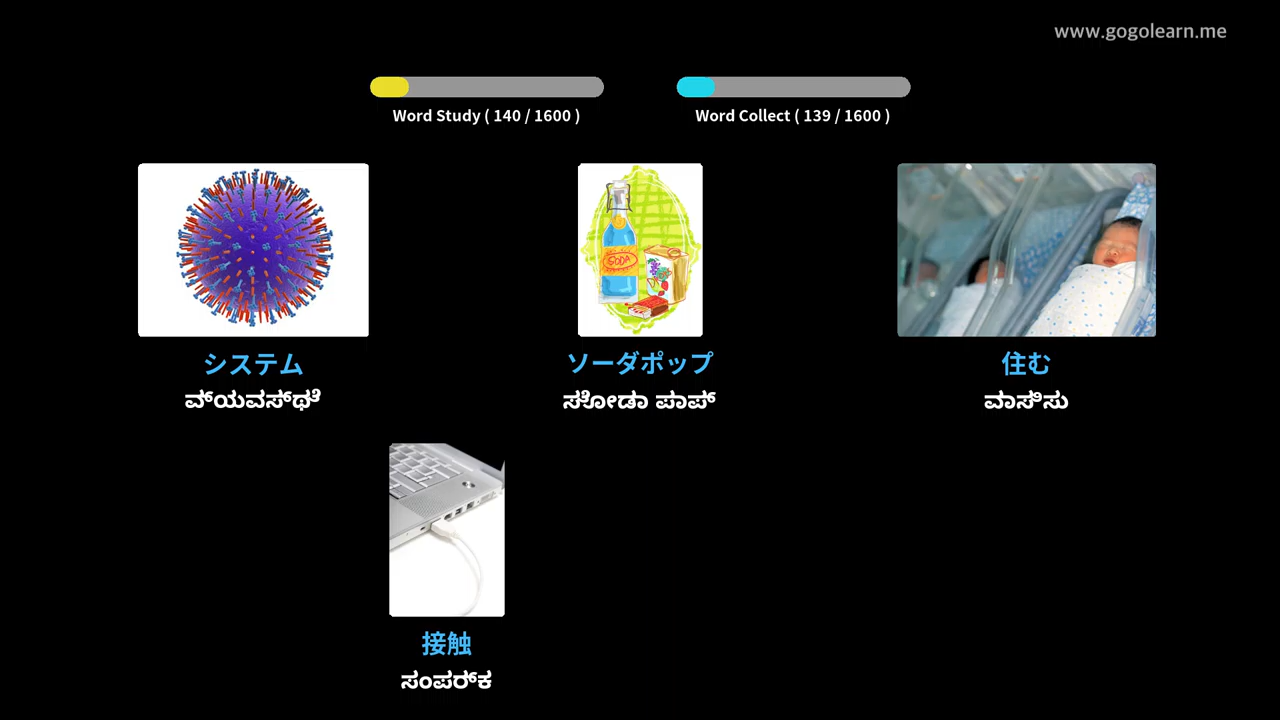 www.gogolearn.me
Word Study ( 140 / 1600 )
Word Collect ( 139 / 1600 )
SODA
システム
ソーダポップ
住む
ವ್ಯವಸ್ಥೆ
ಸೋಡಾ ಪಾಪ್
ವಾಸಿಸು
接触
ಸಂಪರ್ಕ